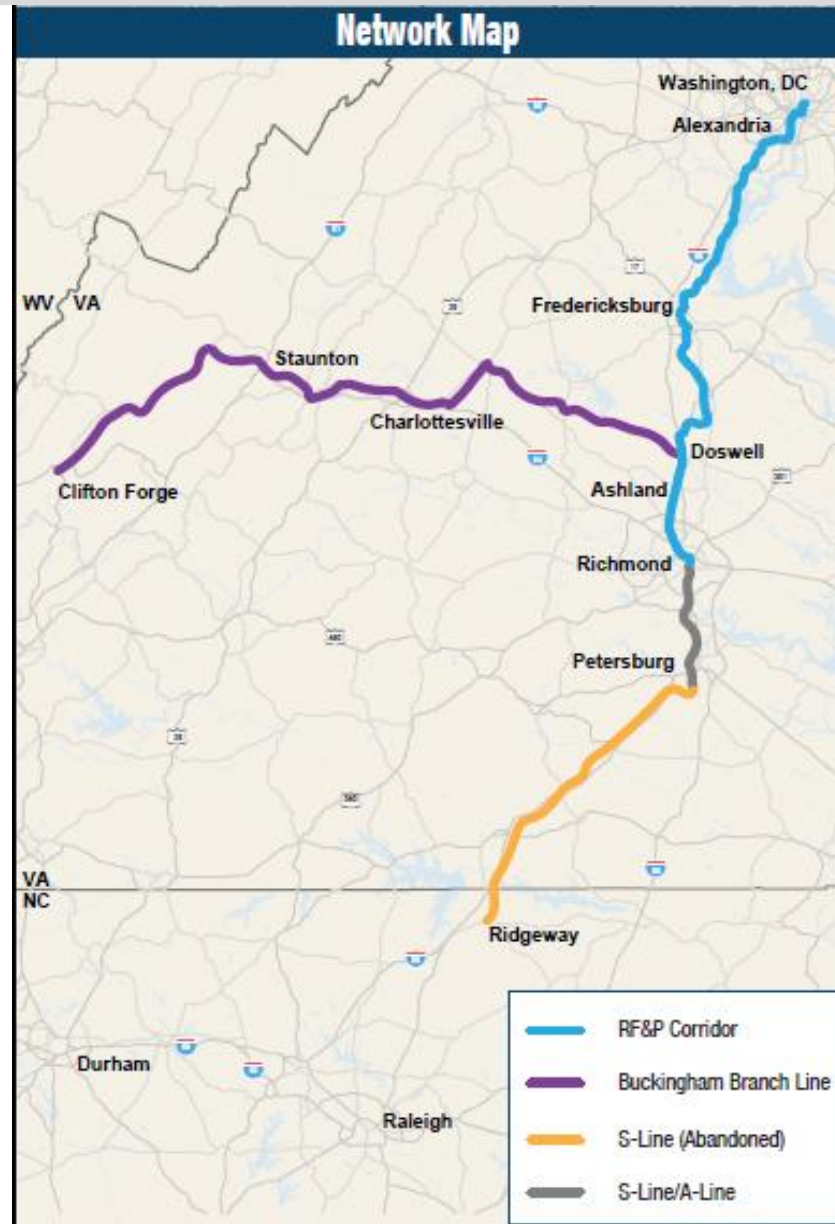 Network Map
Washington, DC
Alexandria
17
Fredericksburg
WV VA
Staunton
Charlottesville
Doswell
Clifton Forge
Ashland
Richmond
Petersburg
VA
NC
Ridgeway
RF&P Corridor
Durham
Buckingham Branch Line
Raleigh
S-Line (Abandoned)
S-Line/A-Line